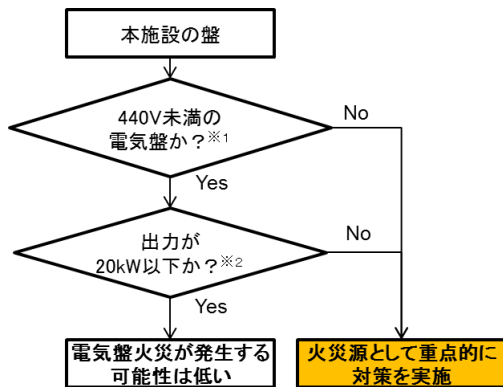 本施設の盤
440V未満の
電気盤か？※1
No
Yes
出力が
20kW以下か？※2
No
Yes
電気盤火災が発生する
可能性は低い
火災源として重点的に
対策を実施